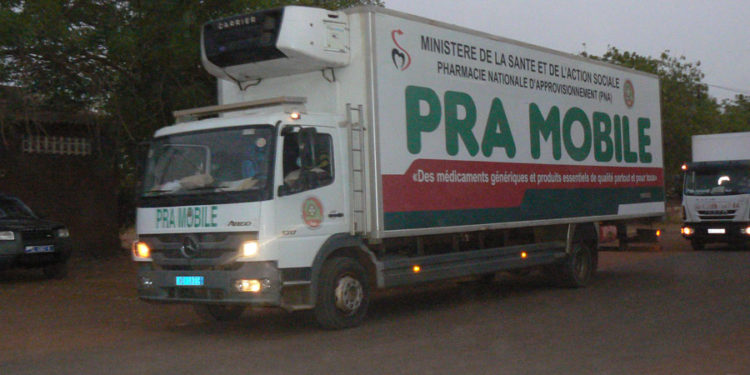 CARRIER
MINISTERE DE LA SANTE ET DE L'ACTION SOCIALE
PHARMACIE NATIONALE D'APPROVISIONNEMENT (PNA)
PRA MOBILE
«Des médicaments génériques et produits essentiels de qualité partout et pour tous»
PRA MOBILE
ATEGO